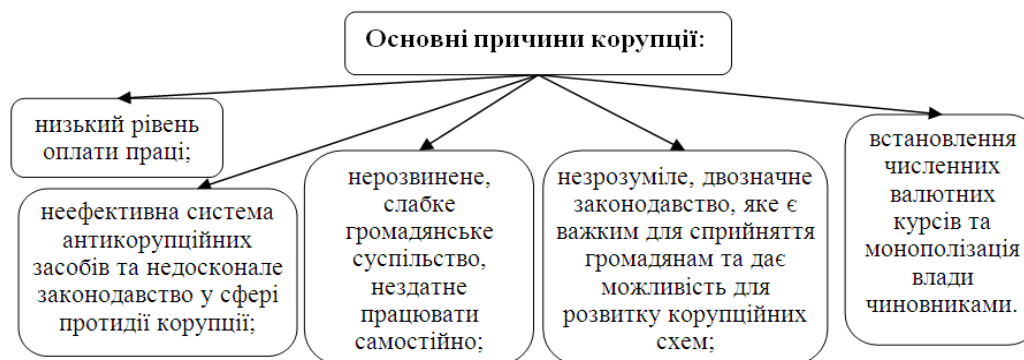 Основні причини корупції:
низький рівень
оплати праці;
неефективна система
антикорупційних
засобів та недосконале
законодавство у сфері
протидії корупції;
нерозвинене,
слабке
громадянське
суспільство,
нездатне
працювати
самостійно;
незрозуміле, двозначне
законодавство, яке є
важким для сприйняття
громадянам та дає
можливість для
розвитку корупційних
схем;
встановлення
численних
валютних
курсів та
монополізація
влади
чиновниками.